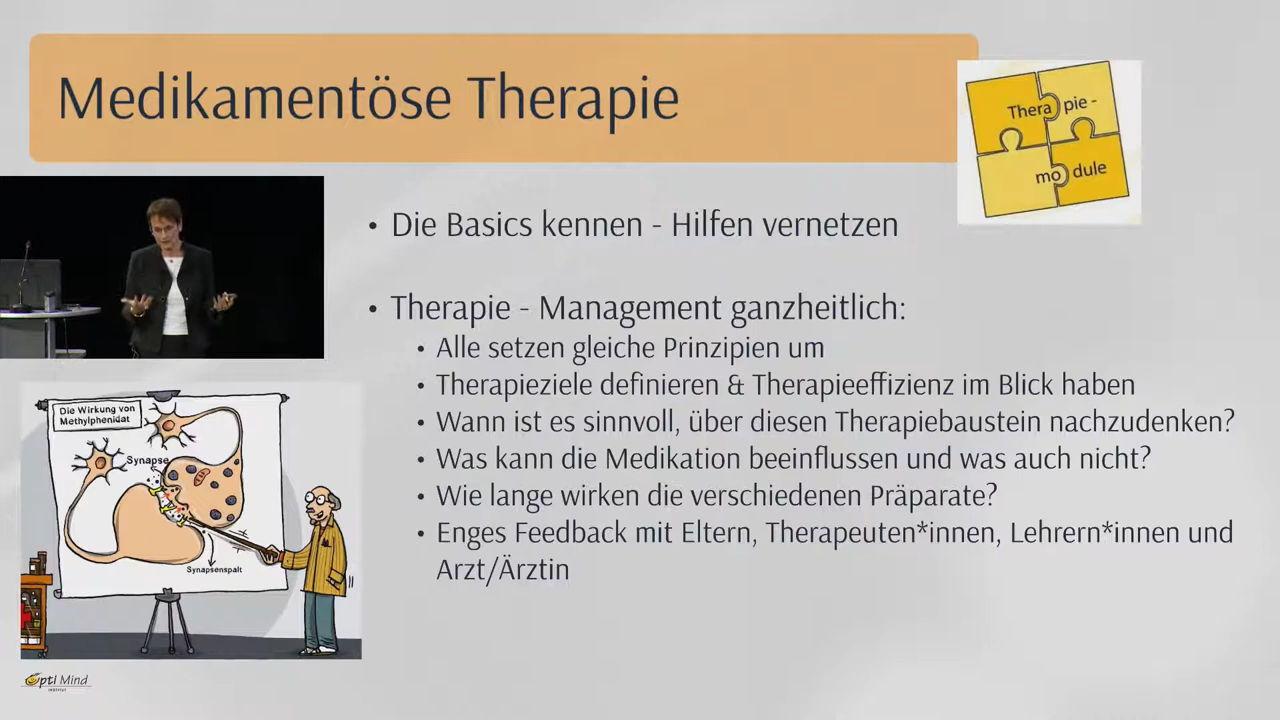 Medikamentöse Therapie
Thera pie -
mo dule
• Die Basics kennen - Hilfen vernetzen
• Therapie - Management ganzheitlich:
• Alle setzen gleiche Prinzipien um
• Therapieziele definieren & Therapieeffizienz im Blick haben
• Wann ist es sinnvoll, über diesen Therapiebaustein nachzudenken?
• Was kann die Medikation beeinflussen und was auch nicht?
• Wie lange wirken die verschiedenen Präparate?
• Enges Feedback mit Eltern, Therapeuten*innen, Lehrern*innen und
Arzt/Ärztin
Die Wirkung von
Methylphenidat
Synapse
Synapsenspalt
Opti Mind
INSTITUT